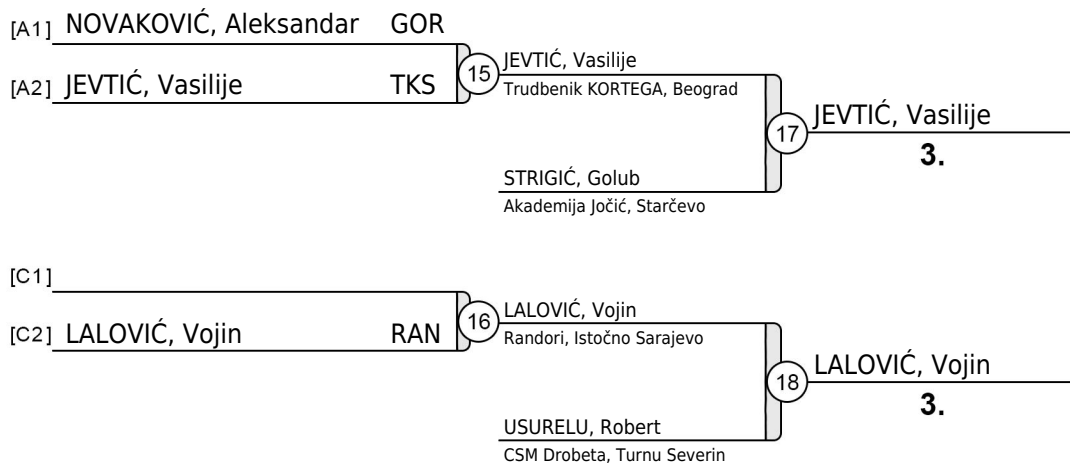 [A1] NOVAKOVIĆ, Aleksandar GOR
[A2] JEVTIĆ, Vasilije TKS
15
JEVTIĆ, Vasilije
Trudbenik KORTEGA, Beograd
17
JEVTIĆ, Vasilije
3.
STRIGIĆ, Golub
Akademija Jočić, Starčevo
[C1]
[C2] LALOVIĆ, Vojin RAN
16
LALOVIĆ, Vojin
Randori, Istočno Sarajevo
18
LALOVIĆ, Vojin
3.
USURELU, Robert
CSM Drobeta, Turnu Severin